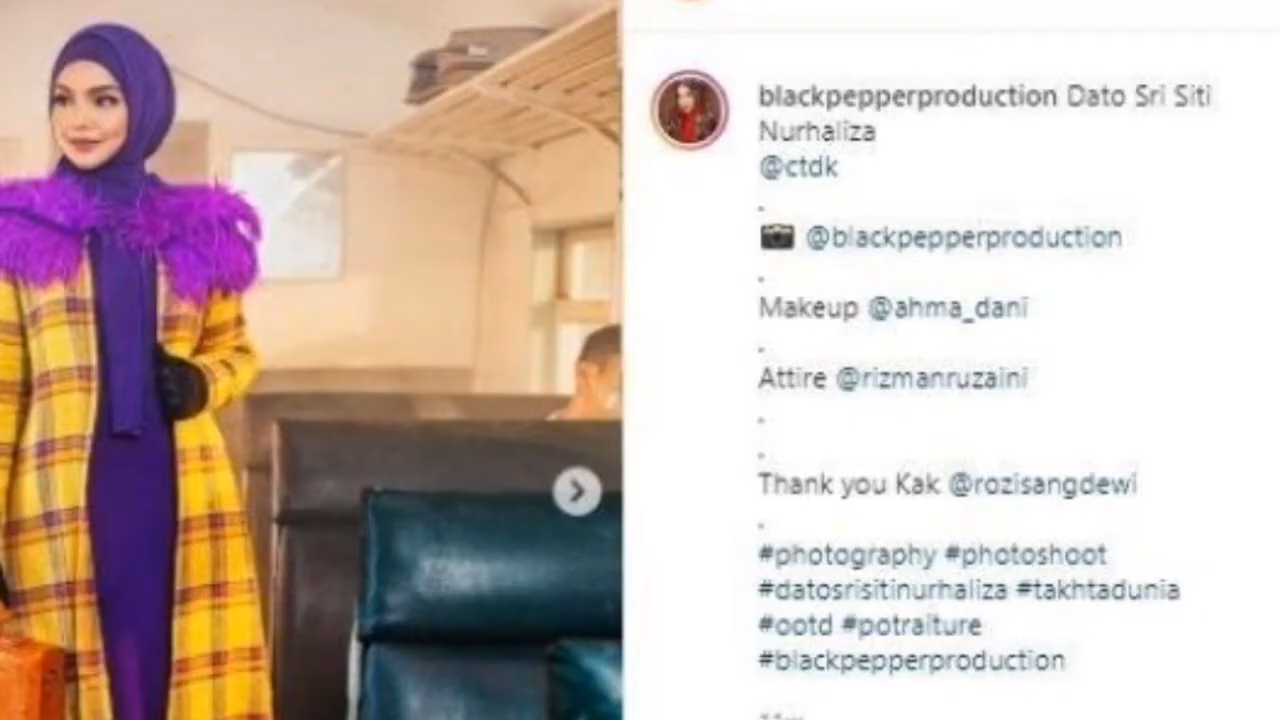 blackpepperproduction Dato Sri Siti
Nurhaliza
@ctdk
.
📷 @blackpepperproduction
.
Makeup @ahma_dani
.
Attire @rizmanruzaini
.
.
Thank you Kak @rozisangdewi
.
#photography #photoshoot
#datosrisitinurhaliza #takhtadunia
#ootd #potraiture
#blackpepperproduction